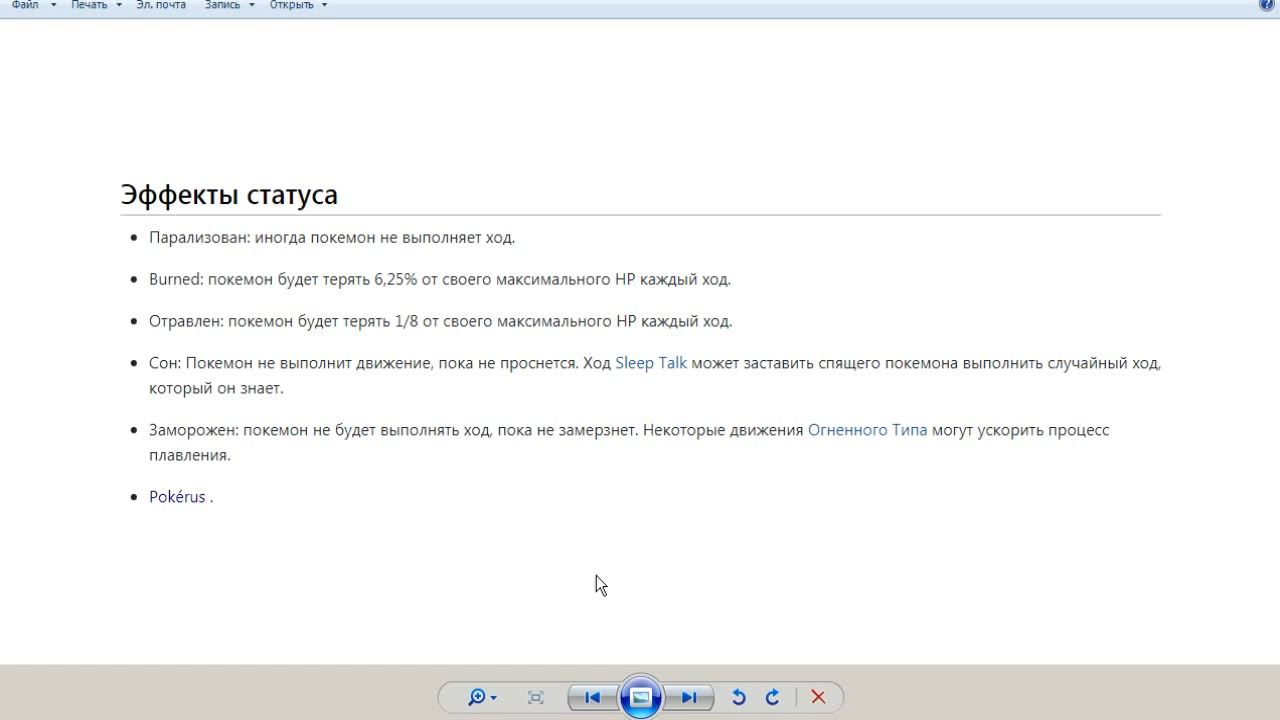 Файл Печать Эл. почта Запись Открыть
Эффекты статуса
Парализован: иногда покемон не выполняет ход.
Burned: покемон будет терять 6,25% от своего максимального HP каждый ход.
Отравлен: покемон будет терять 1/8 от своего максимального HP каждый ход.
Сон: Покемон не выполнит движение, пока не проснется. Ход Sleep Talk может заставить спящего покемона выполнить случайный ход,
который он знает.
Заморожен: покемон не будет выполнять ход, пока не замерзнет. Некоторые движения Огненного Типа могут ускорить процесс
плавления.
Pokérus .